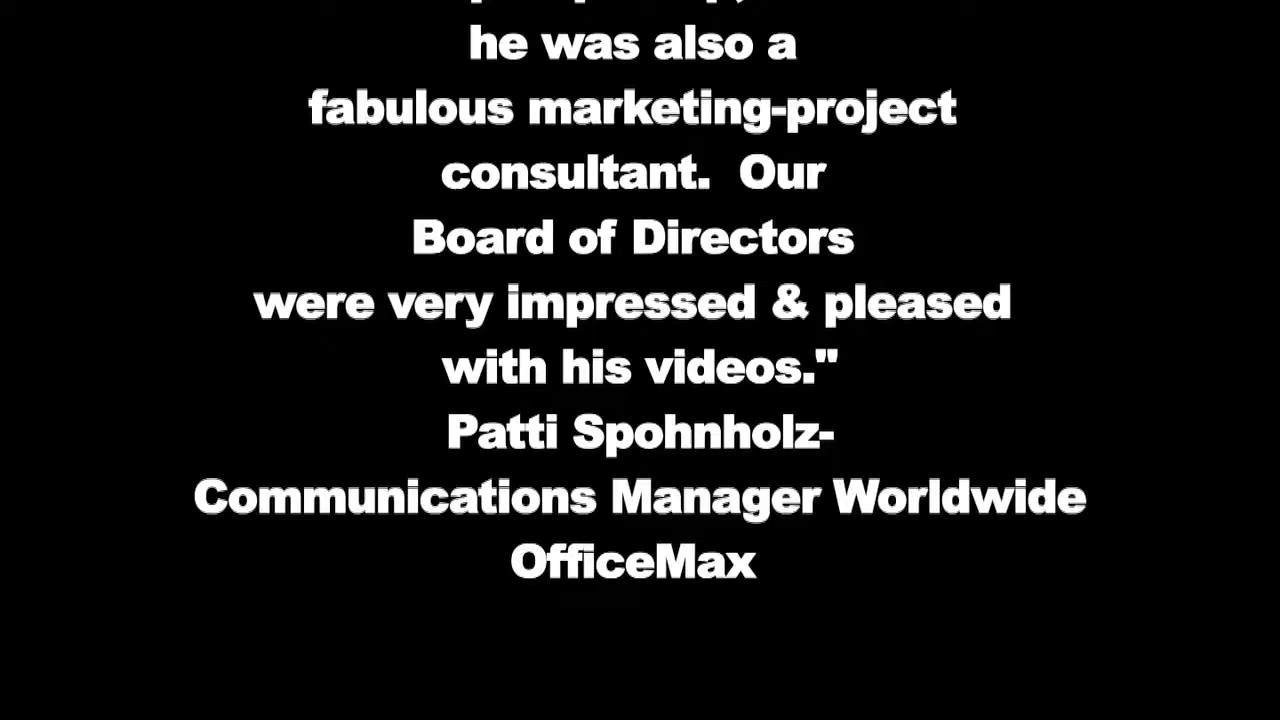 he was also a
fabulous marketing-project
consultant.  Our
Board of Directors
were very impressed & pleased
with his videos."
Patti Spohnholz-
Communications Manager Worldwide
OfficeMax